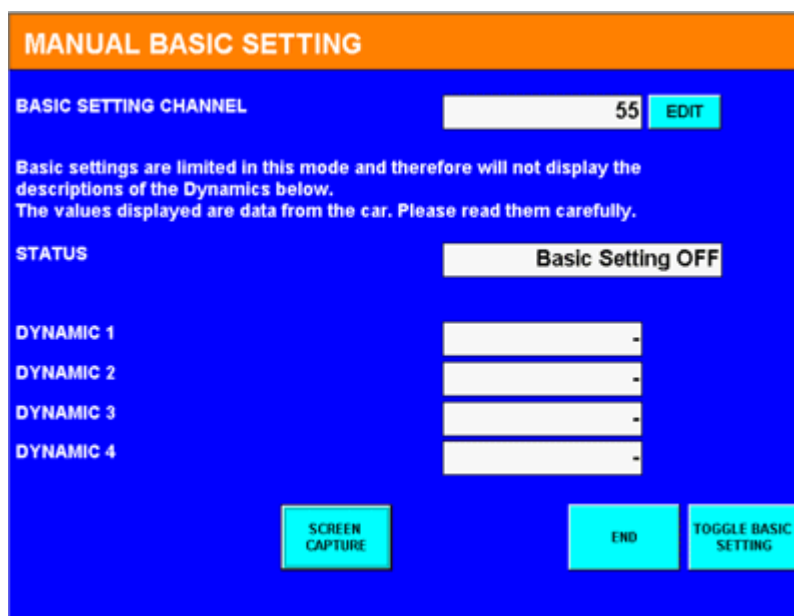 MANUAL BASIC SETTING
BASIC SETTING CHANNEL 55 EDIT
Basic settings are limited in this mode and therefore will not display the
descriptions of the Dynamics below.
The values displayed are data from the car. Please read them carefully.
STATUS Basic Setting OFF
DYNAMIC 1 -
DYNAMIC 2 -
DYNAMIC 3 -
DYNAMIC 4 -
SCREEN
CAPTURE
END
TOGGLE BASIC
SETTING